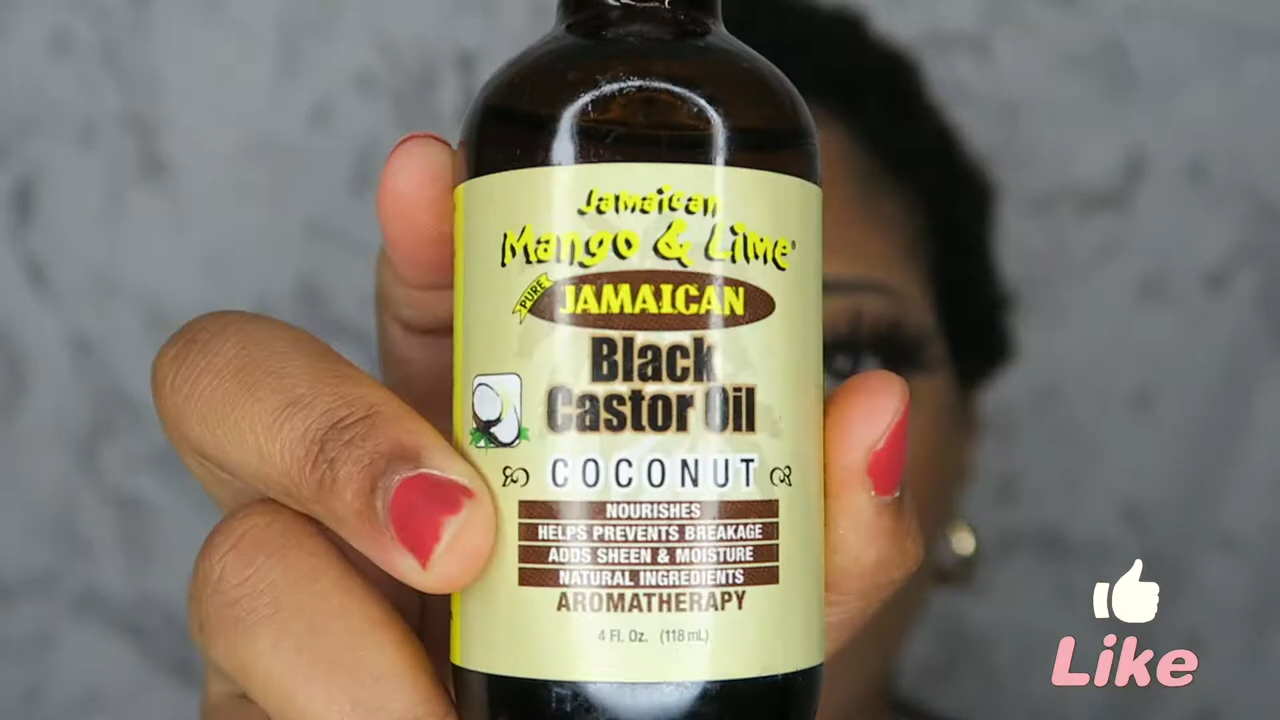 Jamaican
Mango & Lime®
PURE
JAMAICAN
Black
Castor Oil
COCONUT
NOURISHES
HELPS PREVENTS BREAKAGE
ADDS SHEEN & MOISTURE
NATURAL INGREDIENTS
AROMATHERAPY
4 Fl. Oz. (118 mL)
Like